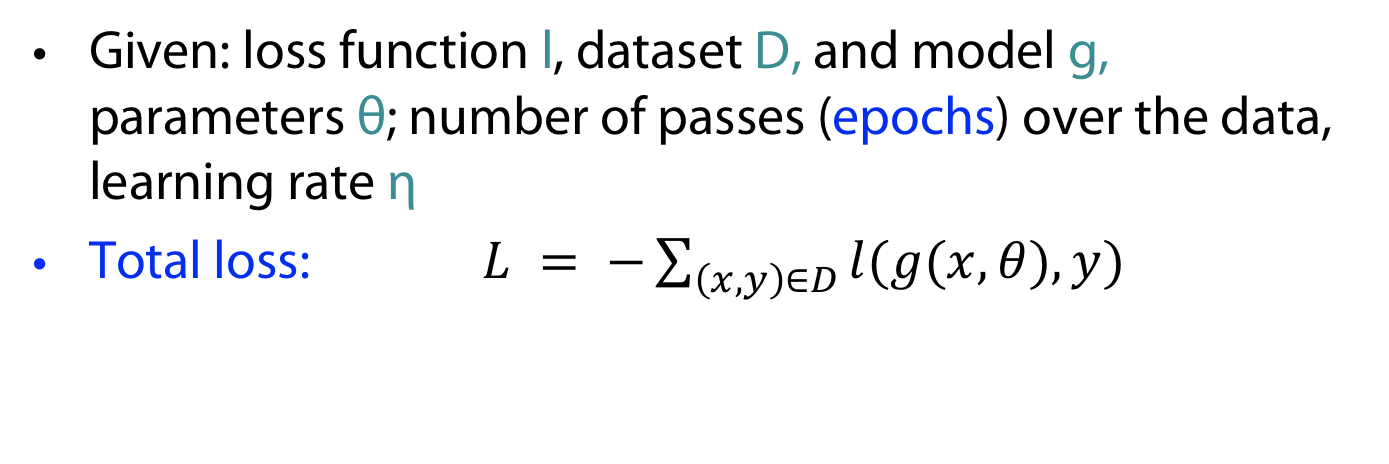 • Given: loss function l, dataset D, and model g,
parameters θ; number of passes (epochs) over the data,
learning rate η
• Total loss: L = −∑(x,y)∈D l(g(x, θ), y)